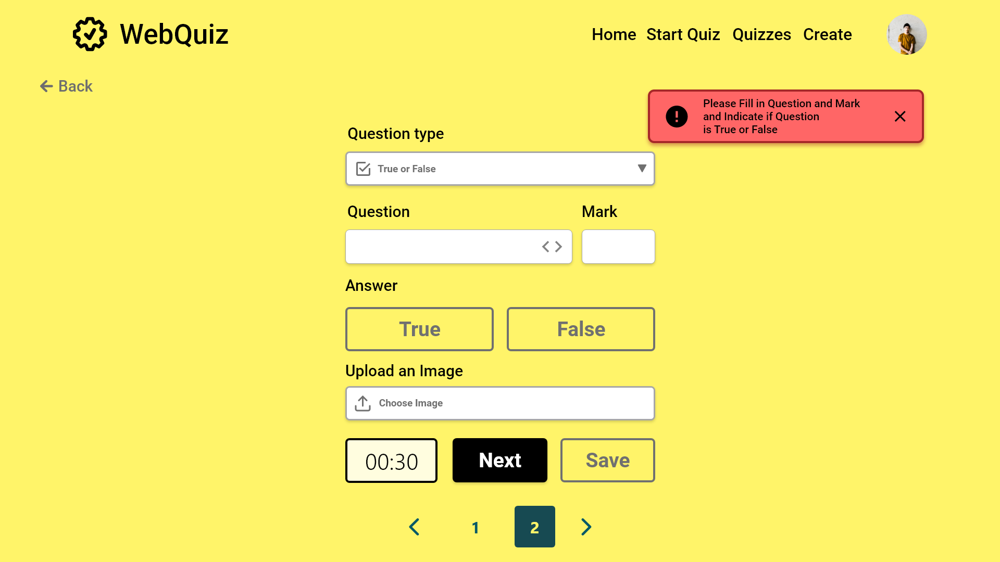 WebQuiz
Home Start Quiz Quizzes Create
Back
Please Fill in Question and Mark
and Indicate if Question
is True or False
Question type
True or False
Question Mark
Answer
True False
Upload an Image
Choose Image
00:30 Next Save
1 2